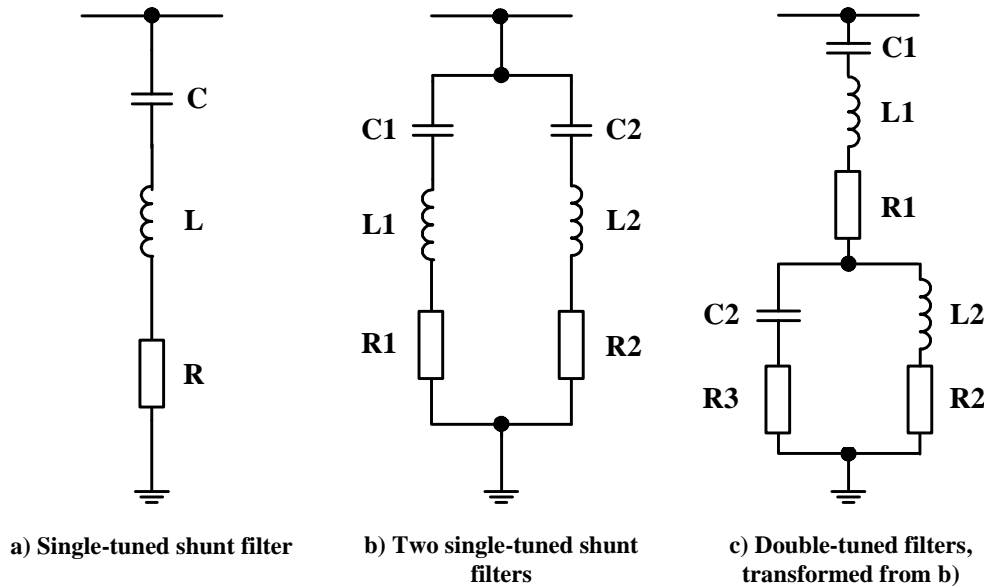 C
L
R
a) Single-tuned shunt filter
C1
C2
L1
L2
R1
R2
b) Two single-tuned shunt
filters
C1
L1
R1
C2
L2
R3
R2
c) Double-tuned filters,
transformed from b)